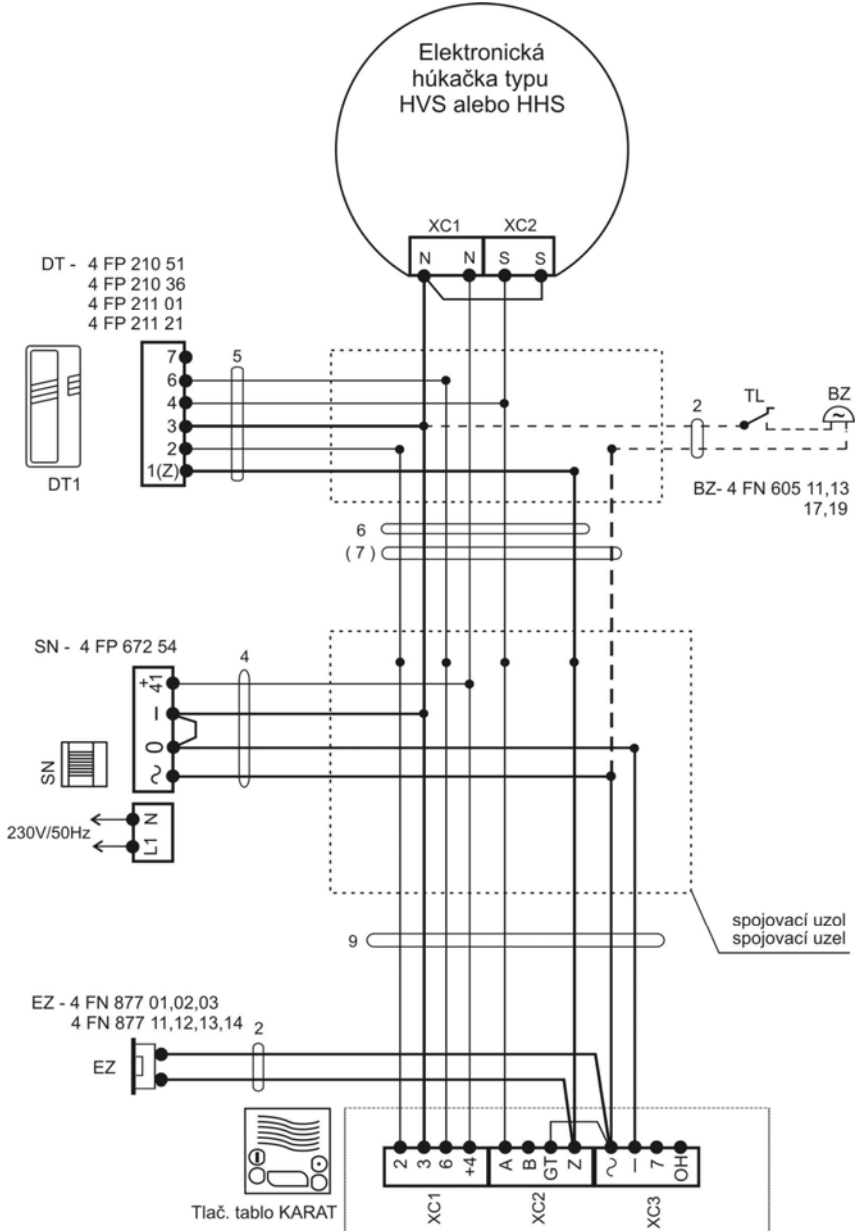 Elektronická
húkačka typu
HVS alebo HHS
XC1 XC2
N N S S
DT - 4 FP 210 51
4 FP 210 36
4 FP 211 01
4 FP 211 21
7
6
4
3
2
1(Z)
5
DT1
2
TL
BZ
~
BZ- 4 FN 605 11,13
17,19
6
( 7 )
SN - 4 FP 672 54
4
+41
–
0
~
SN
N
L1
230V/50Hz
spojovací uzol
spojovací uzel
9
EZ - 4 FN 877 01,02,03
4 FN 877 11,12,13,14
2
EZ
2 3 6 +4 A B GT Z ~ – 7 OH
XC1 XC2 XC3
Tlač. tablo KARAT